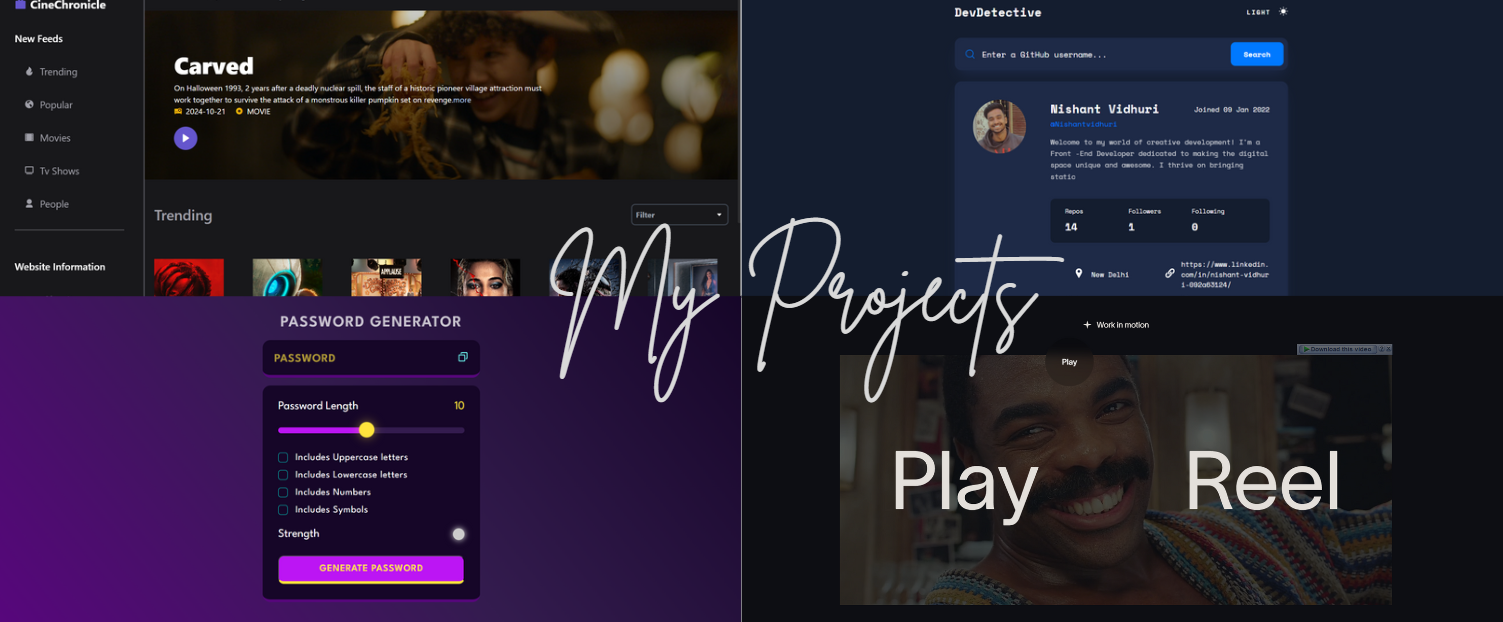 CineChronicle
New Feeds
Trending
Popular
Movies
Tv Shows
People
Website Information
Carved
On Halloween 1993, 2 years after a deadly nuclear spill, the staff of a historic pioneer village attraction must
work together to survive the attack of a monstrous killer pumpkin set on revenge.more
2024-10-21 MOVIE
Trending
Filter
APPLAUSE
DevDetective
LIGHT
Enter a GitHub username...
Search
Nishant Vidhuri
Joined 09 Jan 2022
@Nishantvidhuri
Welcome to my world of creative development! I'm a
Front -End Developer dedicated to making the digital
space unique and awesome. I thrive on bringing
static
Repos Followers Following
14 1 0
New Delhi
https://www.linkedin.
com/in/nishant-vidhur
i-092a63124/
My Projects
PASSWORD GENERATOR
PASSWORD
Password Length 10
Includes Uppercase letters
Includes Lowercase letters
Includes Numbers
Includes Symbols
Strength
GENERATE PASSWORD
Work in motion
Download this video
Play
Play Reel